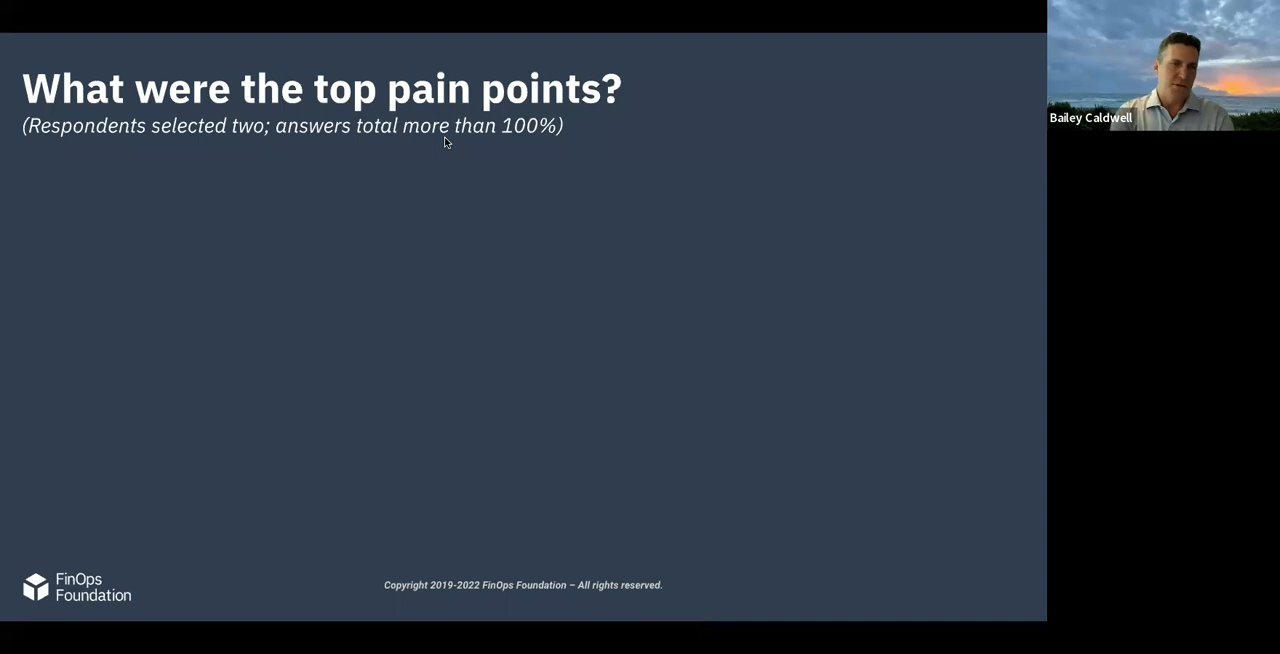 What were the top pain points?
(Respondents selected two; answers total more than 100%)
Bailey Caldwell
FinOps
Foundation
Copyright 2019-2022 FinOps Foundation – All rights reserved.